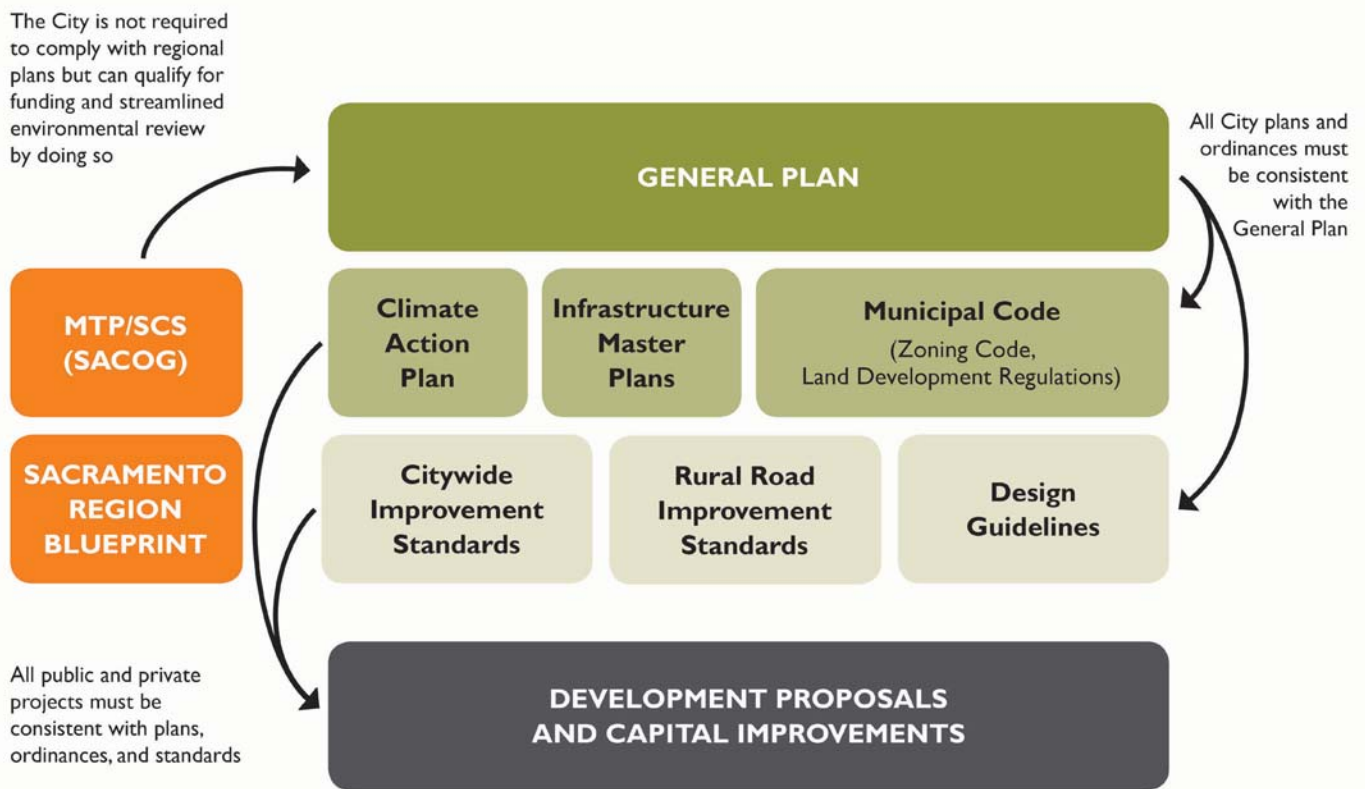 The City is not required
to comply with regional
plans but can qualify for
funding and streamlined
environmental review
by doing so
GENERAL PLAN
All City plans and
ordinances must
be consistent
with the
General Plan
MTP/SCS
(SACOG)
Climate
Action
Plan
Infrastructure
Master
Plans
Municipal Code
(Zoning Code,
Land Development Regulations)
SACRAMENTO
REGION
BLUEPRINT
Citywide
Improvement
Standards
Rural Road
Improvement
Standards
Design
Guidelines
All public and private
projects must be
consistent with plans,
ordinances, and standards
DEVELOPMENT PROPOSALS
AND CAPITAL IMPROVEMENTS